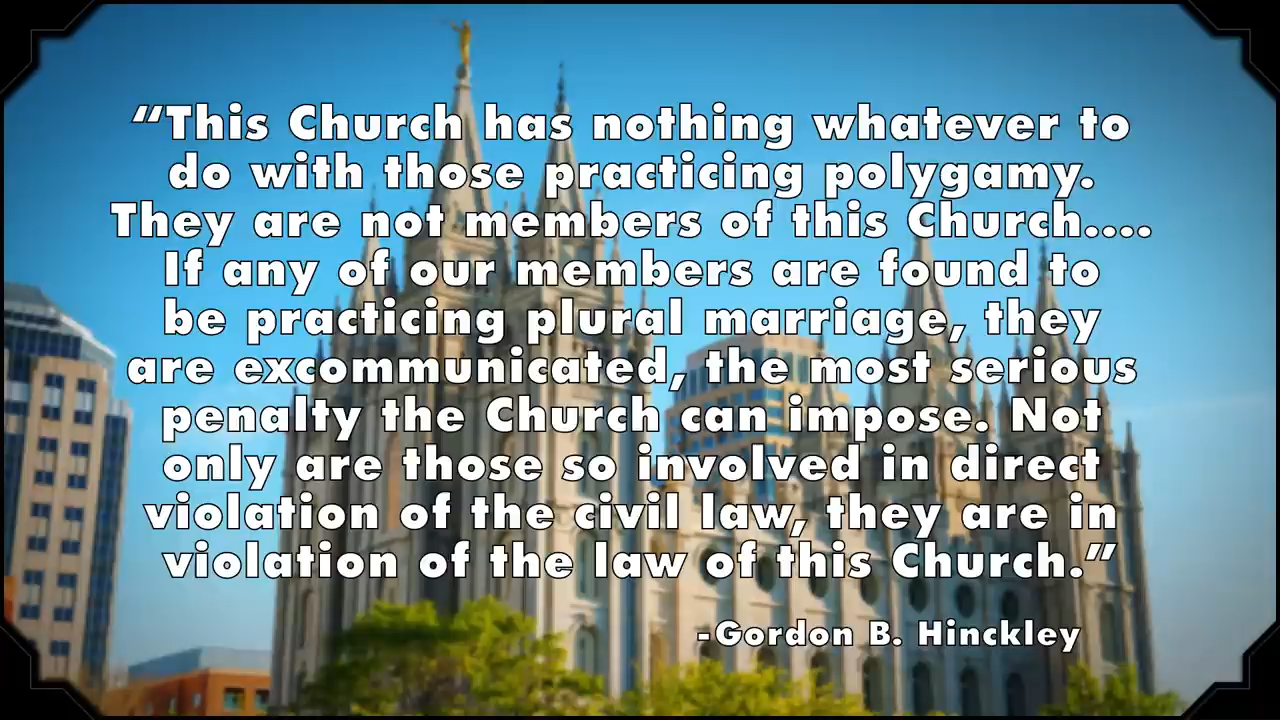 “This Church has nothing whatever to
do with those practicing polygamy.
They are not members of this Church....
If any of our members are found to
be practicing plural marriage, they
are excommunicated, the most serious
penalty the Church can impose. Not
only are those so involved in direct
violation of the civil law, they are in
violation of the law of this Church.”
-Gordon B. Hinckley